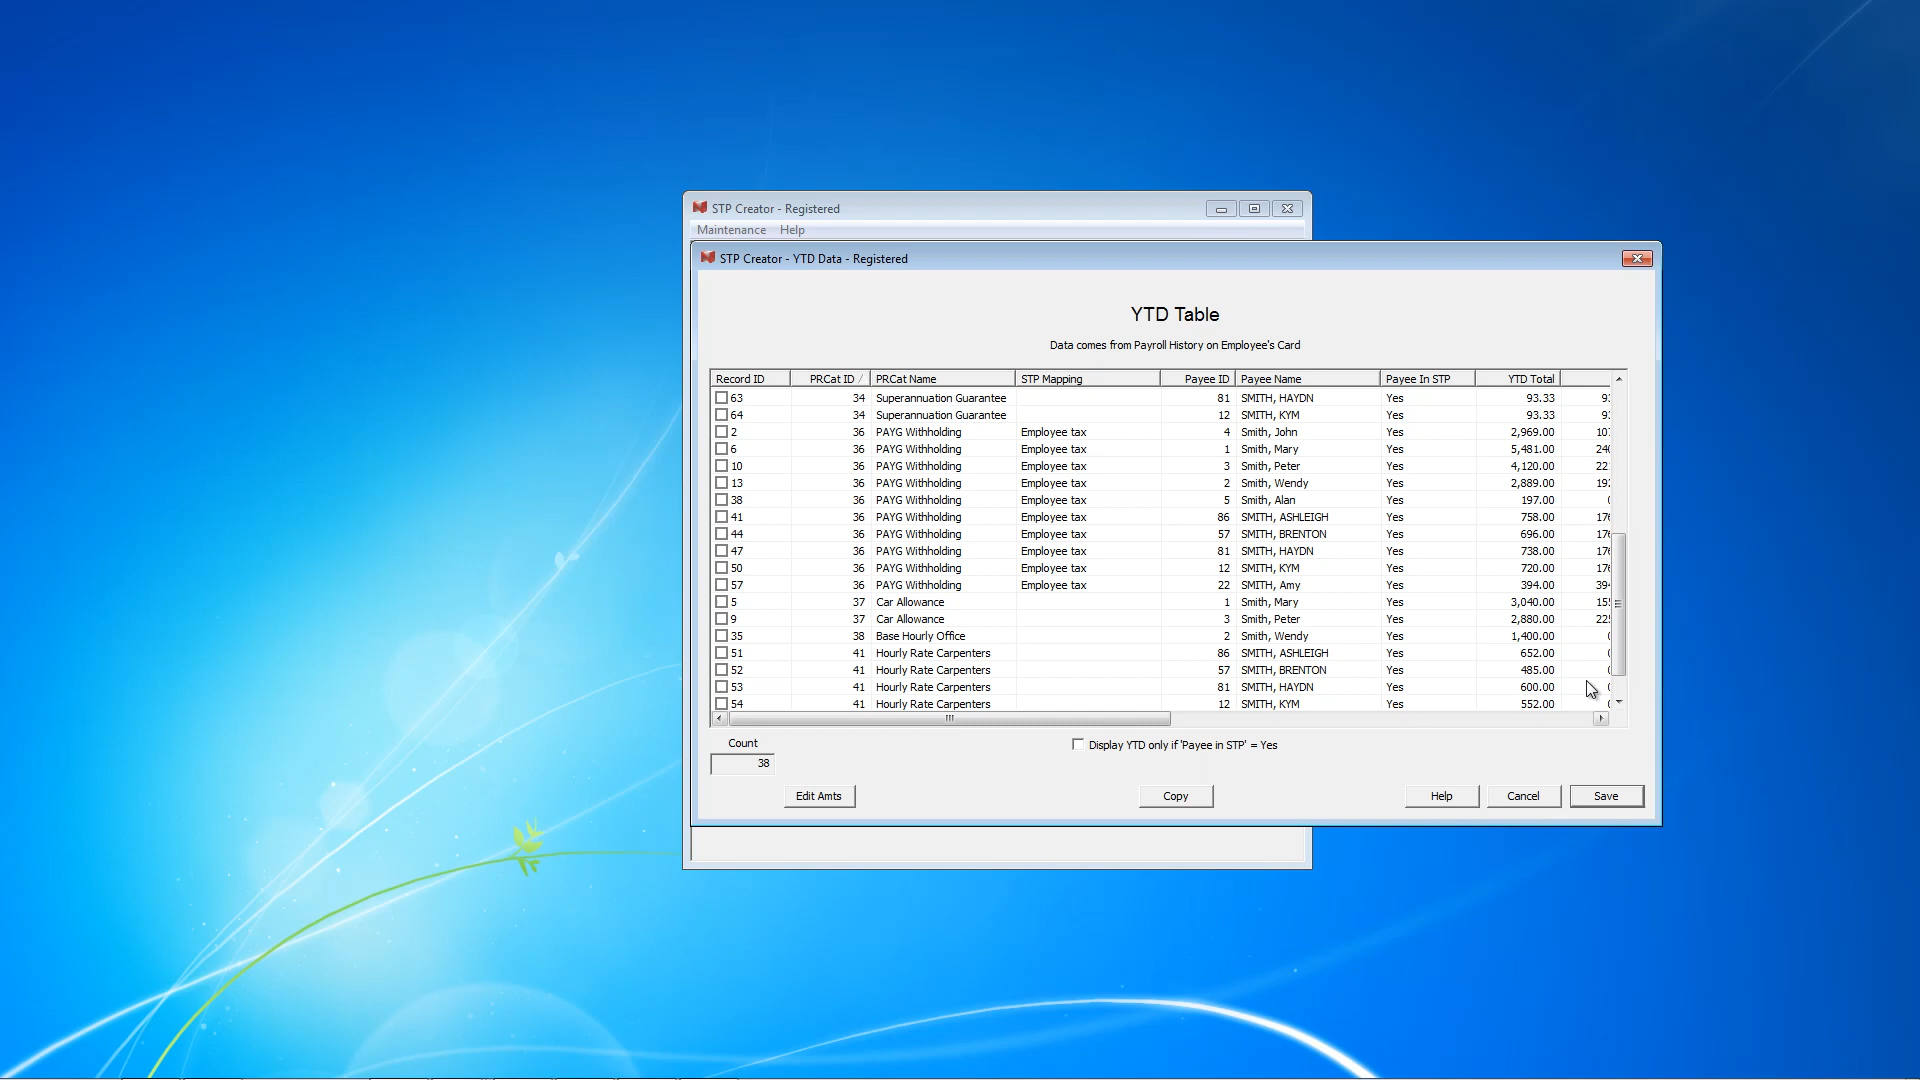 STP Creator - Registered
Maintenance Help
STP Creator - YTD Data - Registered
YTD Table
Data comes from Payroll History on Employee's Card
Record ID PRCat ID / PRCat Name STP Mapping Payee ID Payee Name Payee In STP YTD Total
63 34 Superannuation Guarantee 81 SMITH, HAYDN Yes 93.33
64 34 Superannuation Guarantee 12 SMITH, KYM Yes 93.33
2 36 PAYG Withholding Employee tax 4 Smith, John Yes 2,969.00
6 36 PAYG Withholding Employee tax 1 Smith, Mary Yes 5,481.00
10 36 PAYG Withholding Employee tax 3 Smith, Peter Yes 4,120.00
13 36 PAYG Withholding Employee tax 2 Smith, Wendy Yes 2,889.00
38 36 PAYG Withholding Employee tax 5 Smith, Alan Yes 197.00
41 36 PAYG Withholding Employee tax 86 SMITH, ASHLEIGH Yes 758.00
44 36 PAYG Withholding Employee tax 57 SMITH, BRENTON Yes 696.00
47 36 PAYG Withholding Employee tax 81 SMITH, HAYDN Yes 738.00
50 36 PAYG Withholding Employee tax 12 SMITH, KYM Yes 720.00
57 36 PAYG Withholding Employee tax 22 SMITH, Amy Yes 394.00
5 37 Car Allowance 1 Smith, Mary Yes 3,040.00
9 37 Car Allowance 3 Smith, Peter Yes 2,880.00
35 38 Base Hourly Office 2 Smith, Wendy Yes 1,400.00
51 41 Hourly Rate Carpenters 86 SMITH, ASHLEIGH Yes 652.00
52 41 Hourly Rate Carpenters 57 SMITH, BRENTON Yes 485.00
53 41 Hourly Rate Carpenters 81 SMITH, HAYDN Yes 600.00
54 41 Hourly Rate Carpenters 12 SMITH, KYM Yes 552.00
Count
38
Display YTD only if 'Payee in STP' = Yes
Edit Amts Copy Help Cancel Save